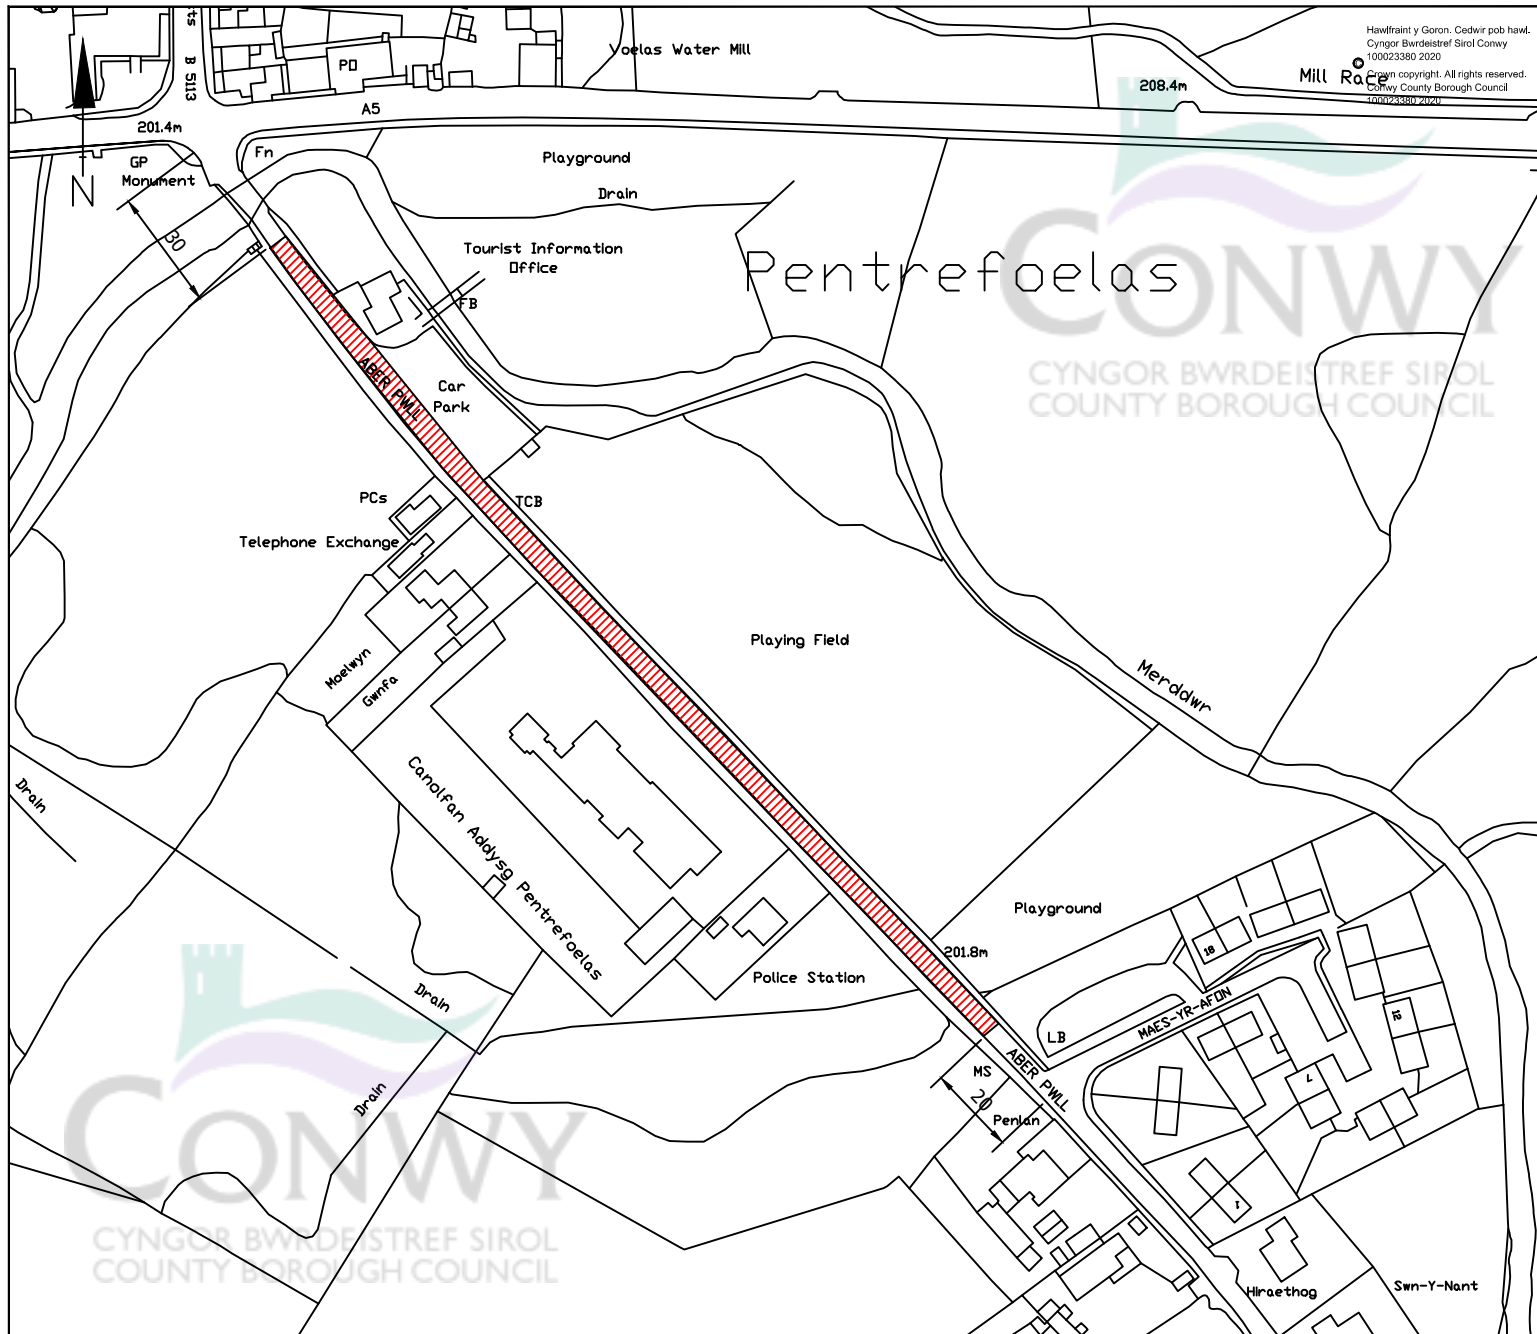 Hawlfraint y Goron. Cedwir pob hawl.
Cyngor Bwrdeistref Sirol Conwy
100023380 2020
Crown copyright. All rights reserved.
Conwy County Borough Council
100023380 2020
B 5113
PO
Voelas Water Mill
Mill Race
208.4m
A5
201.4m
GP
Monument
Fn
N
30
Playground
Drain
Tourist Information
Office
FB
Pentrefoelas
CONWY
CYNGOR BWRDEISTREF SIROL
COUNTY BOROUGH COUNCIL
ABER PWLL
Car
Park
PCs
TCB
Telephone Exchange
Playing Field
Moelwyn
Gwnfa
Merddwr
Drain
Canolfan Addysg Pentrefoelas
Playground
201.8m
Police Station
18
MAES-YR-AFON
12
LB
ABER PWLL
MS
20
Penlan
7
1
Drain
Drain
CONWY
CYNGOR BWRDEISTREF SIROL
COUNTY BOROUGH COUNCIL
Hiraethog
Swn-Y-Nant